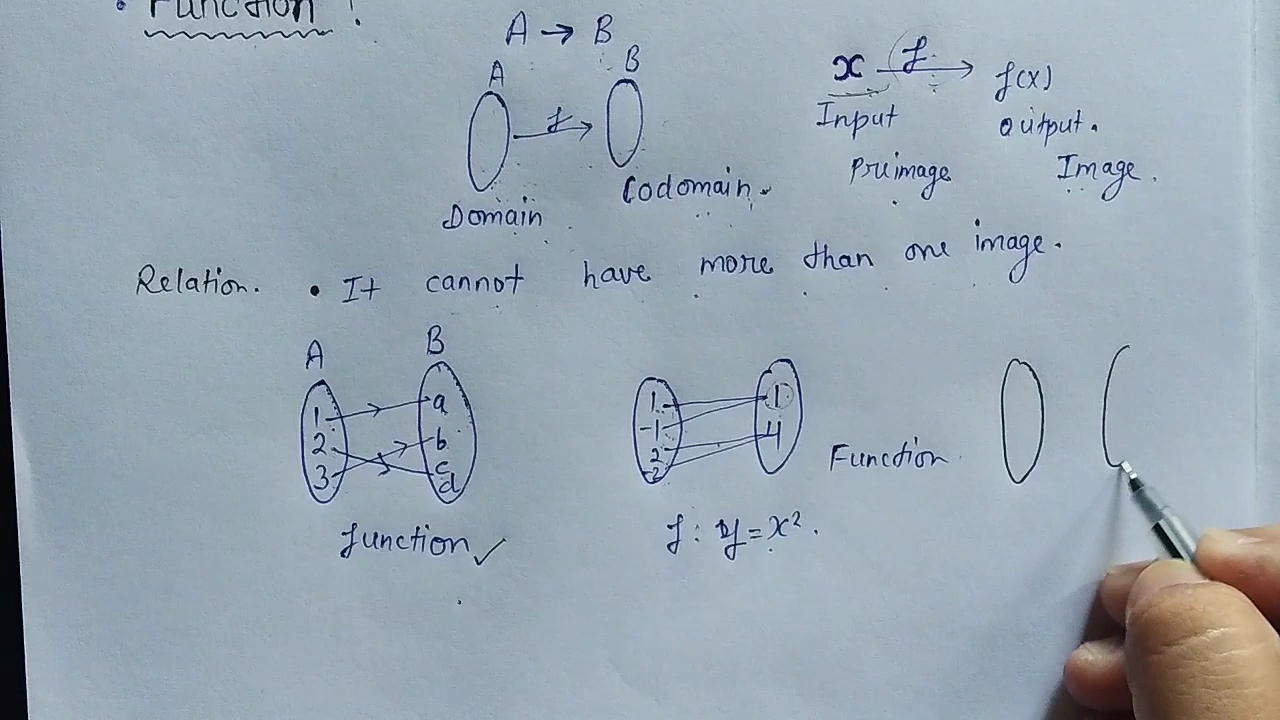 • Function :
A → B
A B
f
Domain
Codomain.
x f f(x)
Input Output.
Preimage Image.
Relation. • It cannot have more than one image.
A B
1 a
2 b
3 c
d
function ✓
1 1
-1 4
2
-2
Function
f : y = x².